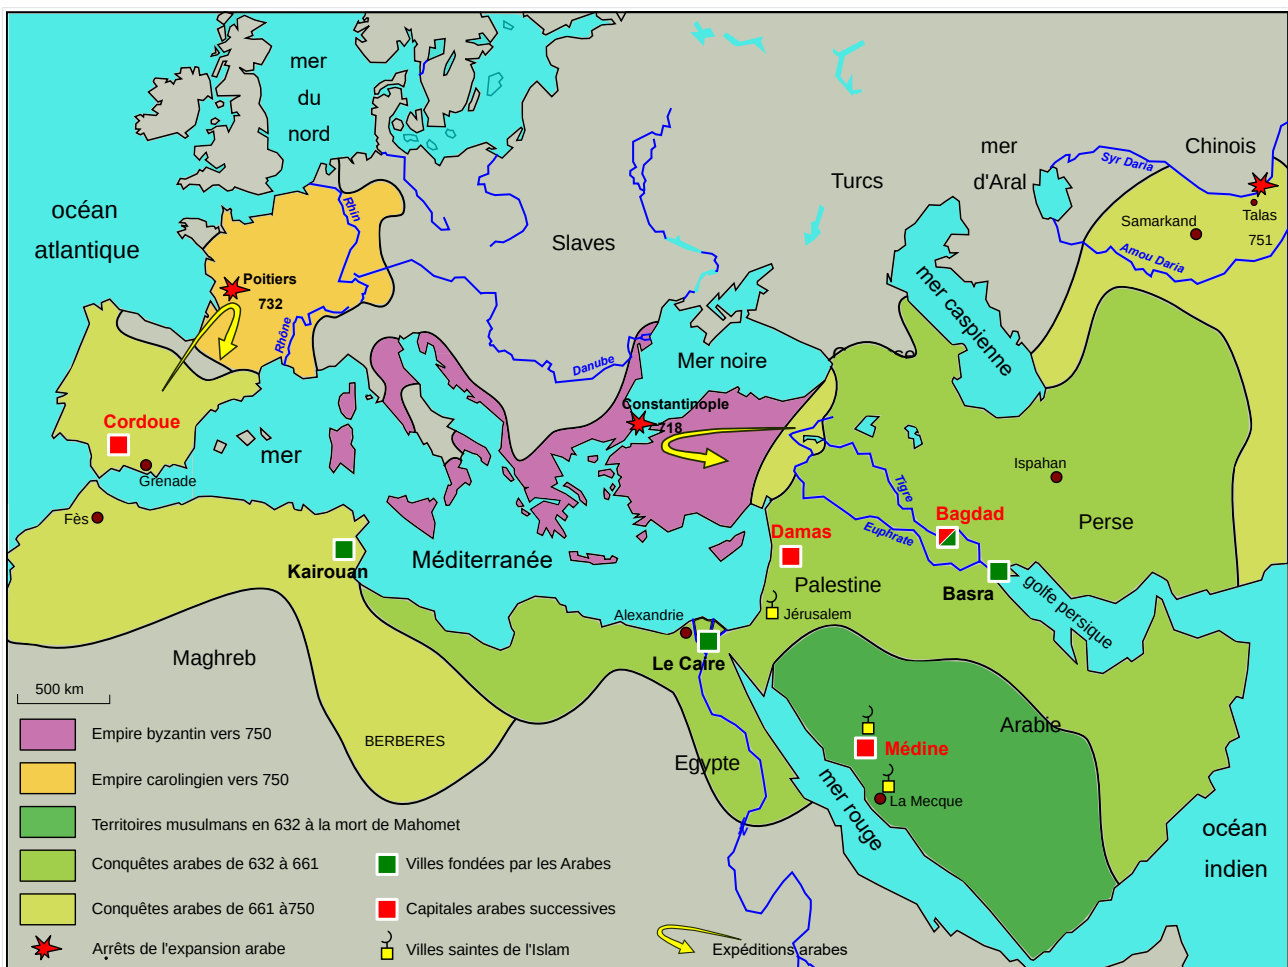 mer
du
nord
océan
atlantique
Rhin
Poitiers
732
Rhône
Slaves
Turcs
mer
d'Aral
Syr Daria
Chinois
Samarkand
Talas
751
Amou Daria
mer caspienne
Danube
Mer noire
Constantinople
718
Cordoue
Grenade
mer
Méditerranée
Fès
Kairouan
Ispahan
Tigre
Bagdad
Perse
Euphrate
Damas
Palestine
Basra
golfe persique
Jérusalem
Alexandrie
Le Caire
Maghreb
BERBERES
Egypte
Arabie
Médine
La Mecque
mer rouge
océan
indien
500 km
Empire byzantin vers 750
Empire carolingien vers 750
Territoires musulmans en 632 à la mort de Mahomet
Conquêtes arabes de 632 à 661
Conquêtes arabes de 661 à750
Arrêts de l'expansion arabe
Villes fondées par les Arabes
Capitales arabes successives
Villes saintes de l'Islam
Expéditions arabes